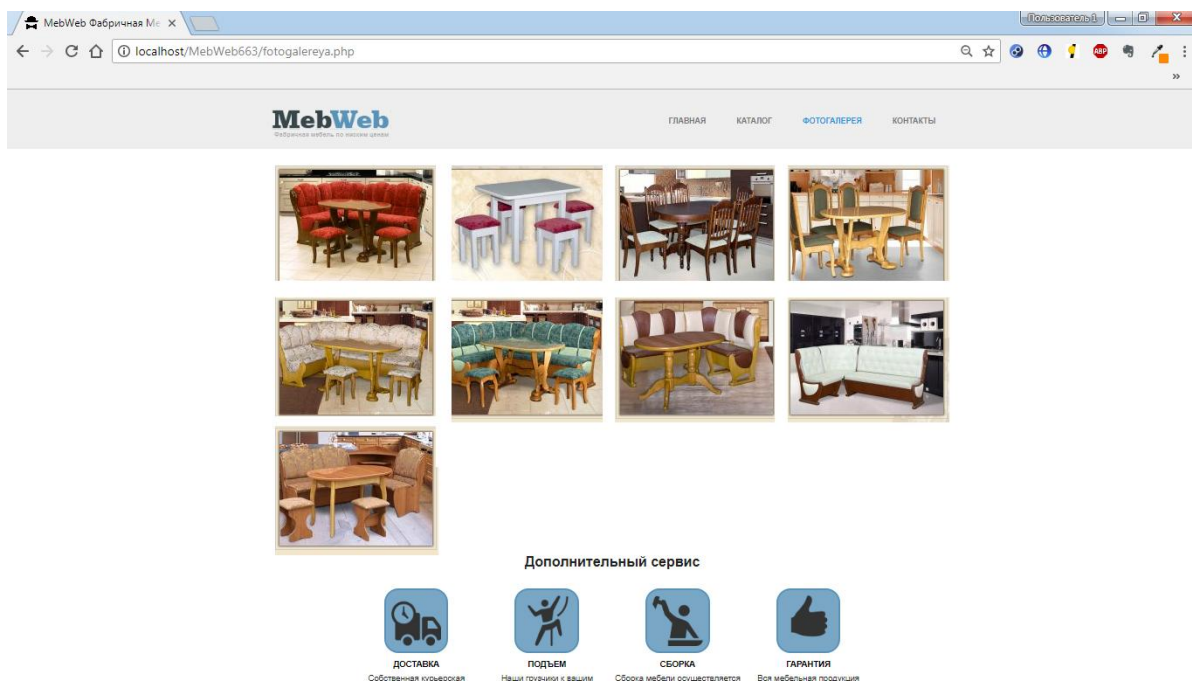 MebWeb Фабричная Ме
Пользователь 1
localhost/MebWeb663/fotogalereya.php
ABP
MebWeb
Фабричная мебель по низким ценам
ГЛАВНАЯ КАТАЛОГ ФОТОГАЛЕРЕЯ КОНТАКТЫ
Дополнительный сервис
ДОСТАВКА ПОДЪЕМ СБОРКА ГАРАНТИЯ
Собственная курьерская Наши грузчики к вашим Сборка мебели осуществляется Вся мебельная продукция